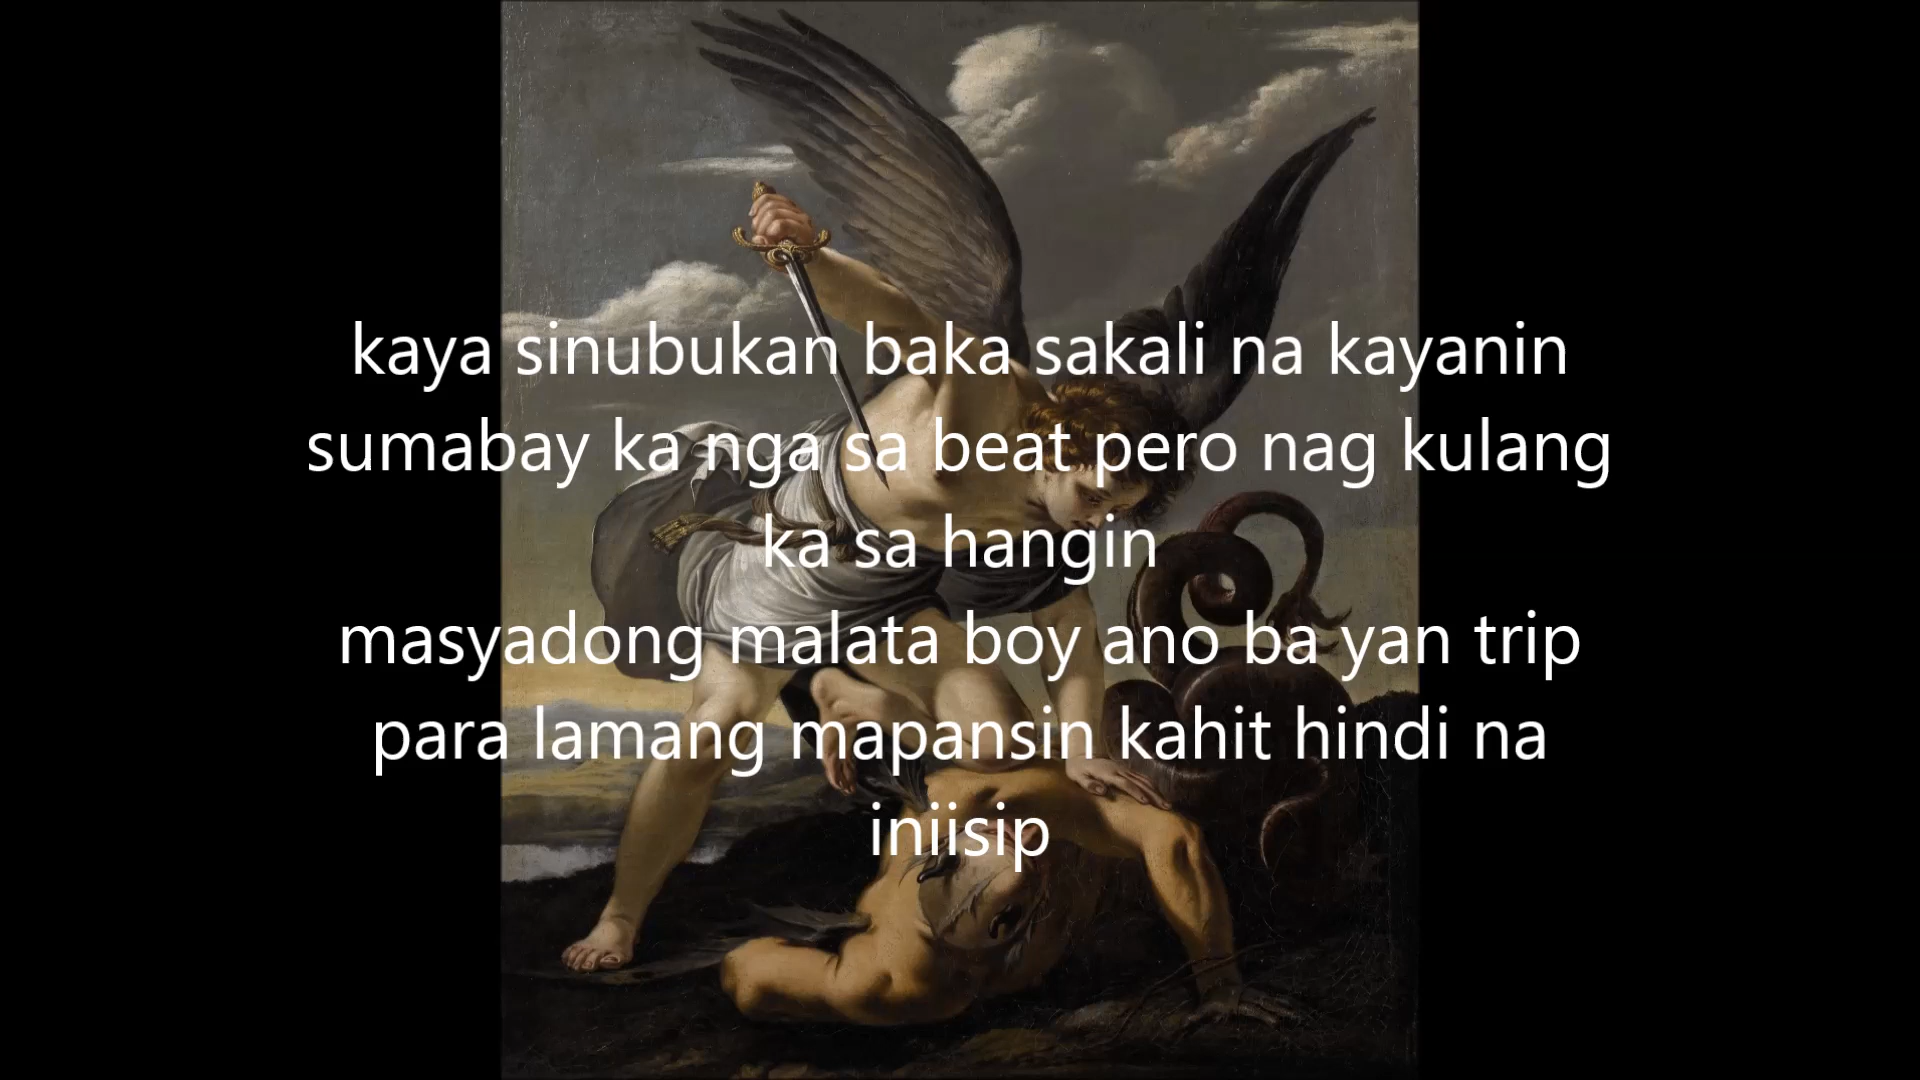 kaya sinubukan baka sakali na kayanin
sumabay ka nga sa beat pero nag kulang
ka sa hangin
masyadong malata boy ano ba yan trip
para lamang mapansin kahit hindi na
iniisip